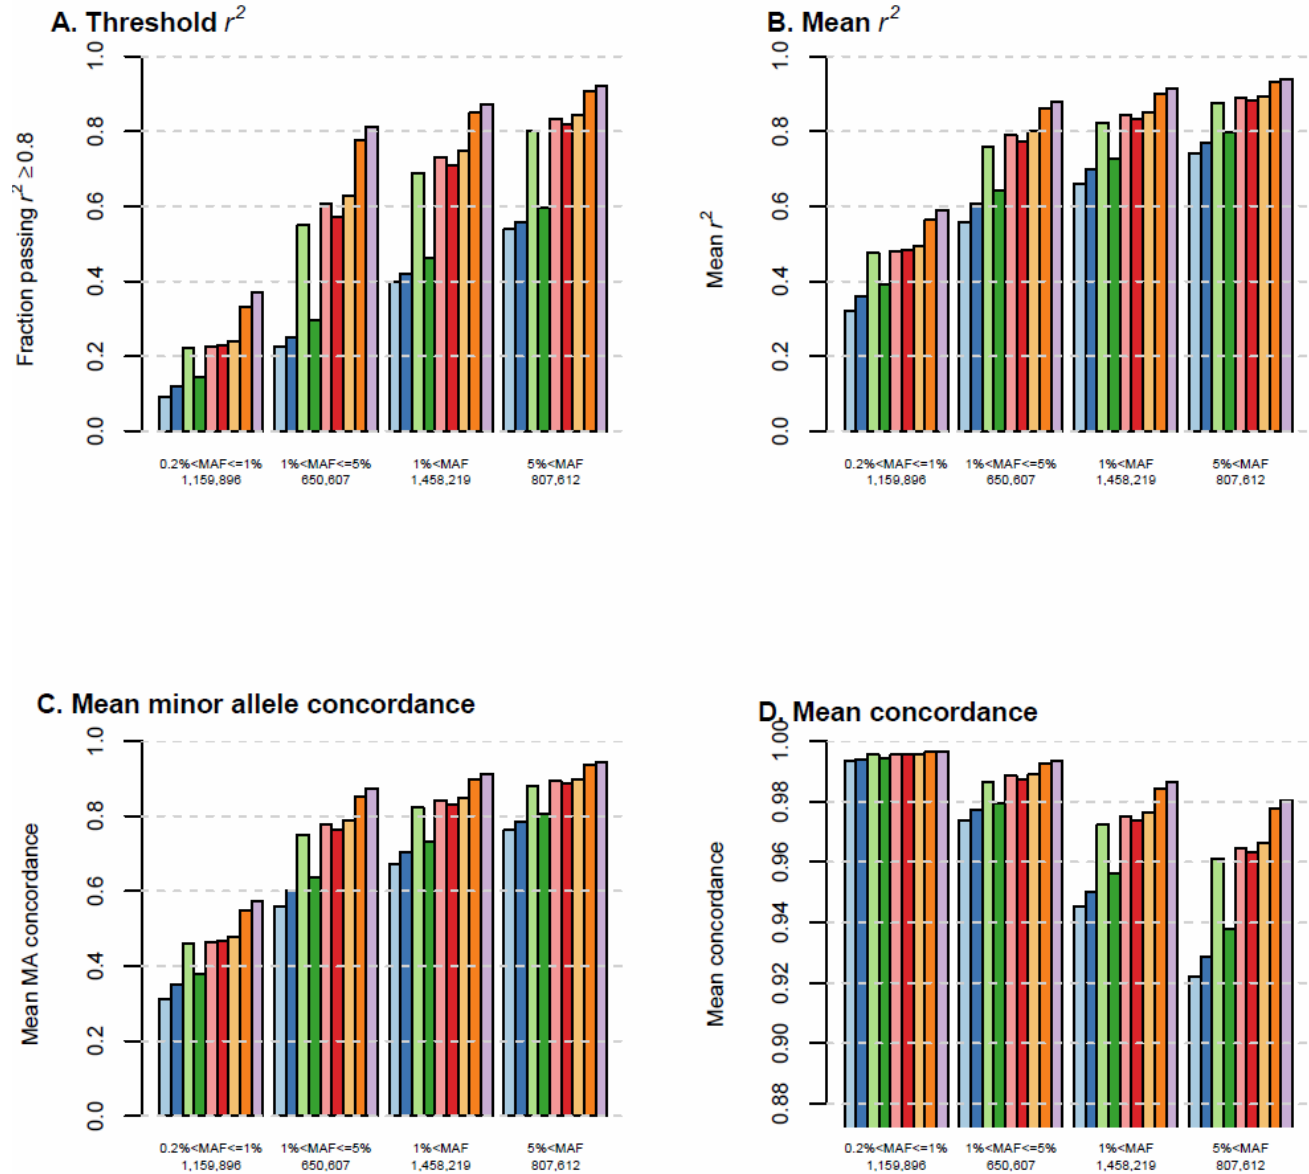 A. Threshold r²
Fraction passing r² ≥ 0.8
1.0
0.8
0.6
0.4
0.2
0.0
0.2%<MAF<=1% 1%<MAF<=5% 1%<MAF 5%<MAF
1,159,896 650,607 1,458,219 807,612
B. Mean r²
Mean r²
1.0
0.8
0.6
0.4
0.2
0.0
0.2%<MAF<=1% 1%<MAF<=5% 1%<MAF 5%<MAF
1,159,896 650,607 1,458,219 807,612
C. Mean minor allele concordance
Mean MA concordance
1.0
0.8
0.6
0.4
0.2
0.0
0.2%<MAF<=1% 1%<MAF<=5% 1%<MAF 5%<MAF
1,159,896 650,607 1,458,219 807,612
D. Mean concordance
Mean concordance
1.00
0.98
0.96
0.94
0.92
0.90
0.88
0.2%<MAF<=1% 1%<MAF<=5% 1%<MAF 5%<MAF
1,159,896 650,607 1,458,219 807,612